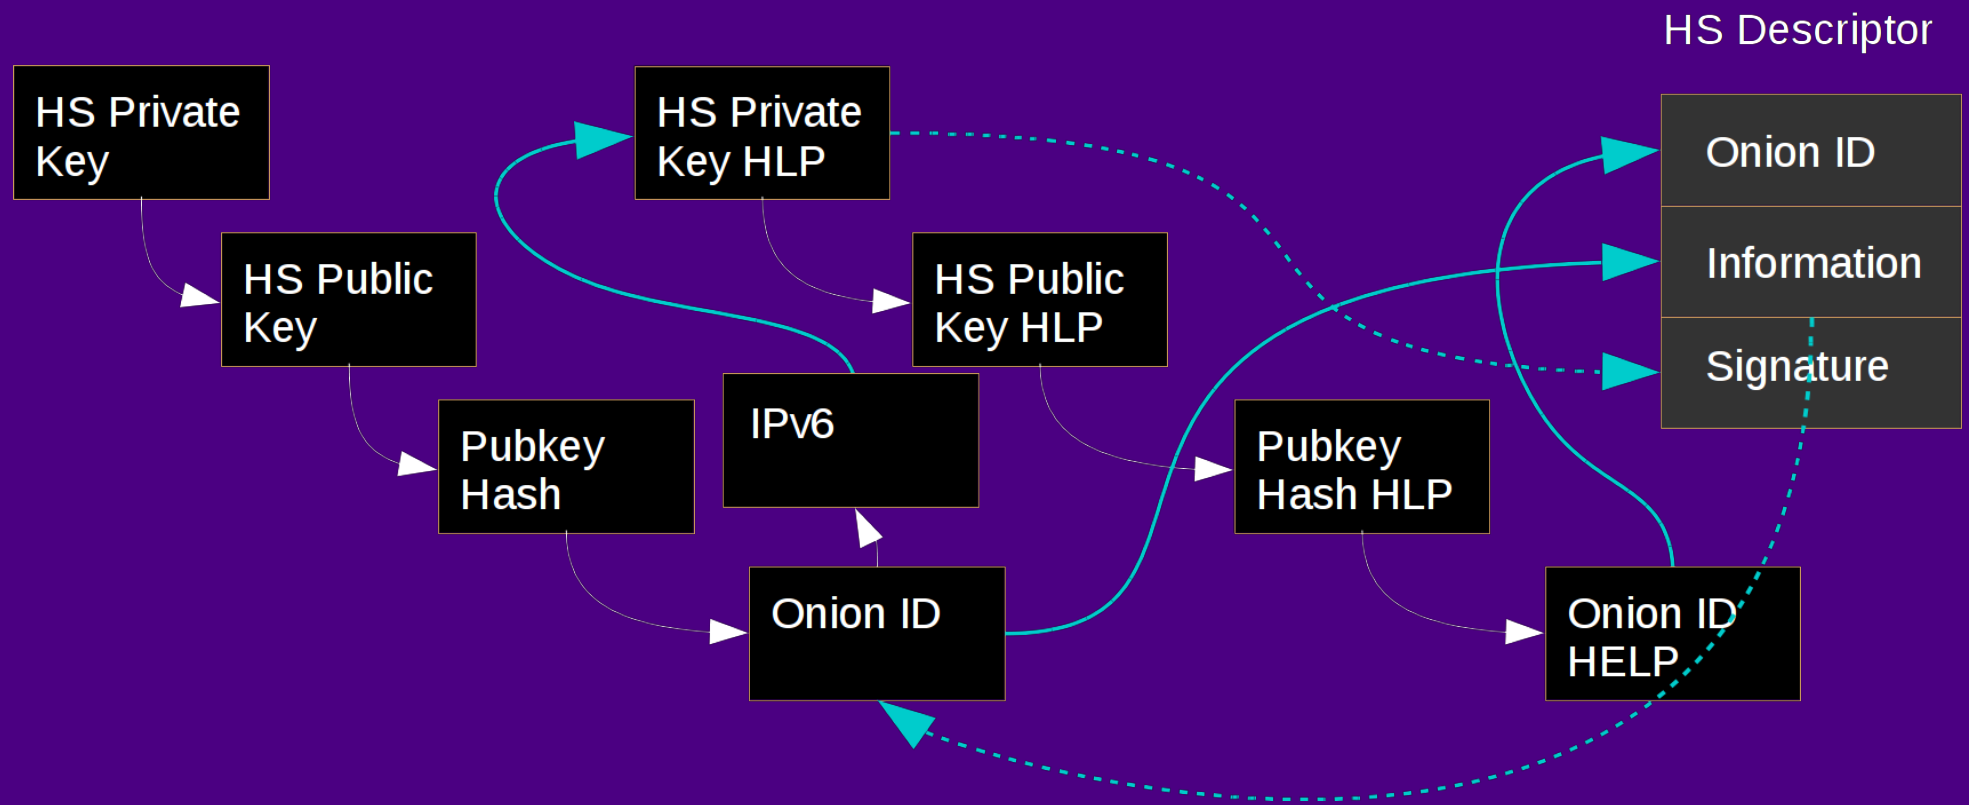 HS Descriptor
HS Private
Key
HS Private
Key HLP
Onion ID
HS Public
Key
HS Public
Key HLP
Information
Signature
Pubkey
Hash
IPv6
Pubkey
Hash HLP
Onion ID
Onion ID
HELP